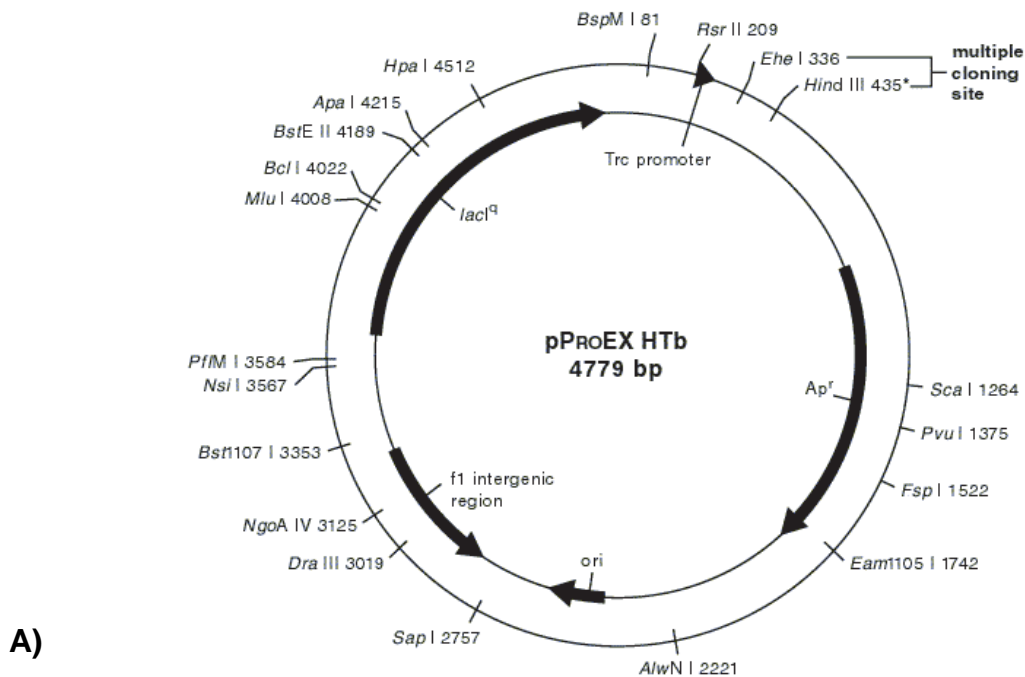 BspM I 81
Rsr II 209
Ehe I 336
Hind III 435*
multiple
cloning
site
Hpa I 4512
Apa I 4215
BstE II 4189
Bcl I 4022
Mlu I 4008
Trc promoter
lacIq
pPROEX HTb
4779 bp
PflM I 3584
Nsi I 3567
Apr
Sca I 1264
Pvu I 1375
Bst1107 I 3353
f1 intergenic
region
Fsp I 1522
NgoA IV 3125
Dra III 3019
ori
Eam1105 I 1742
A)
Sap I 2757
AlwN I 2221